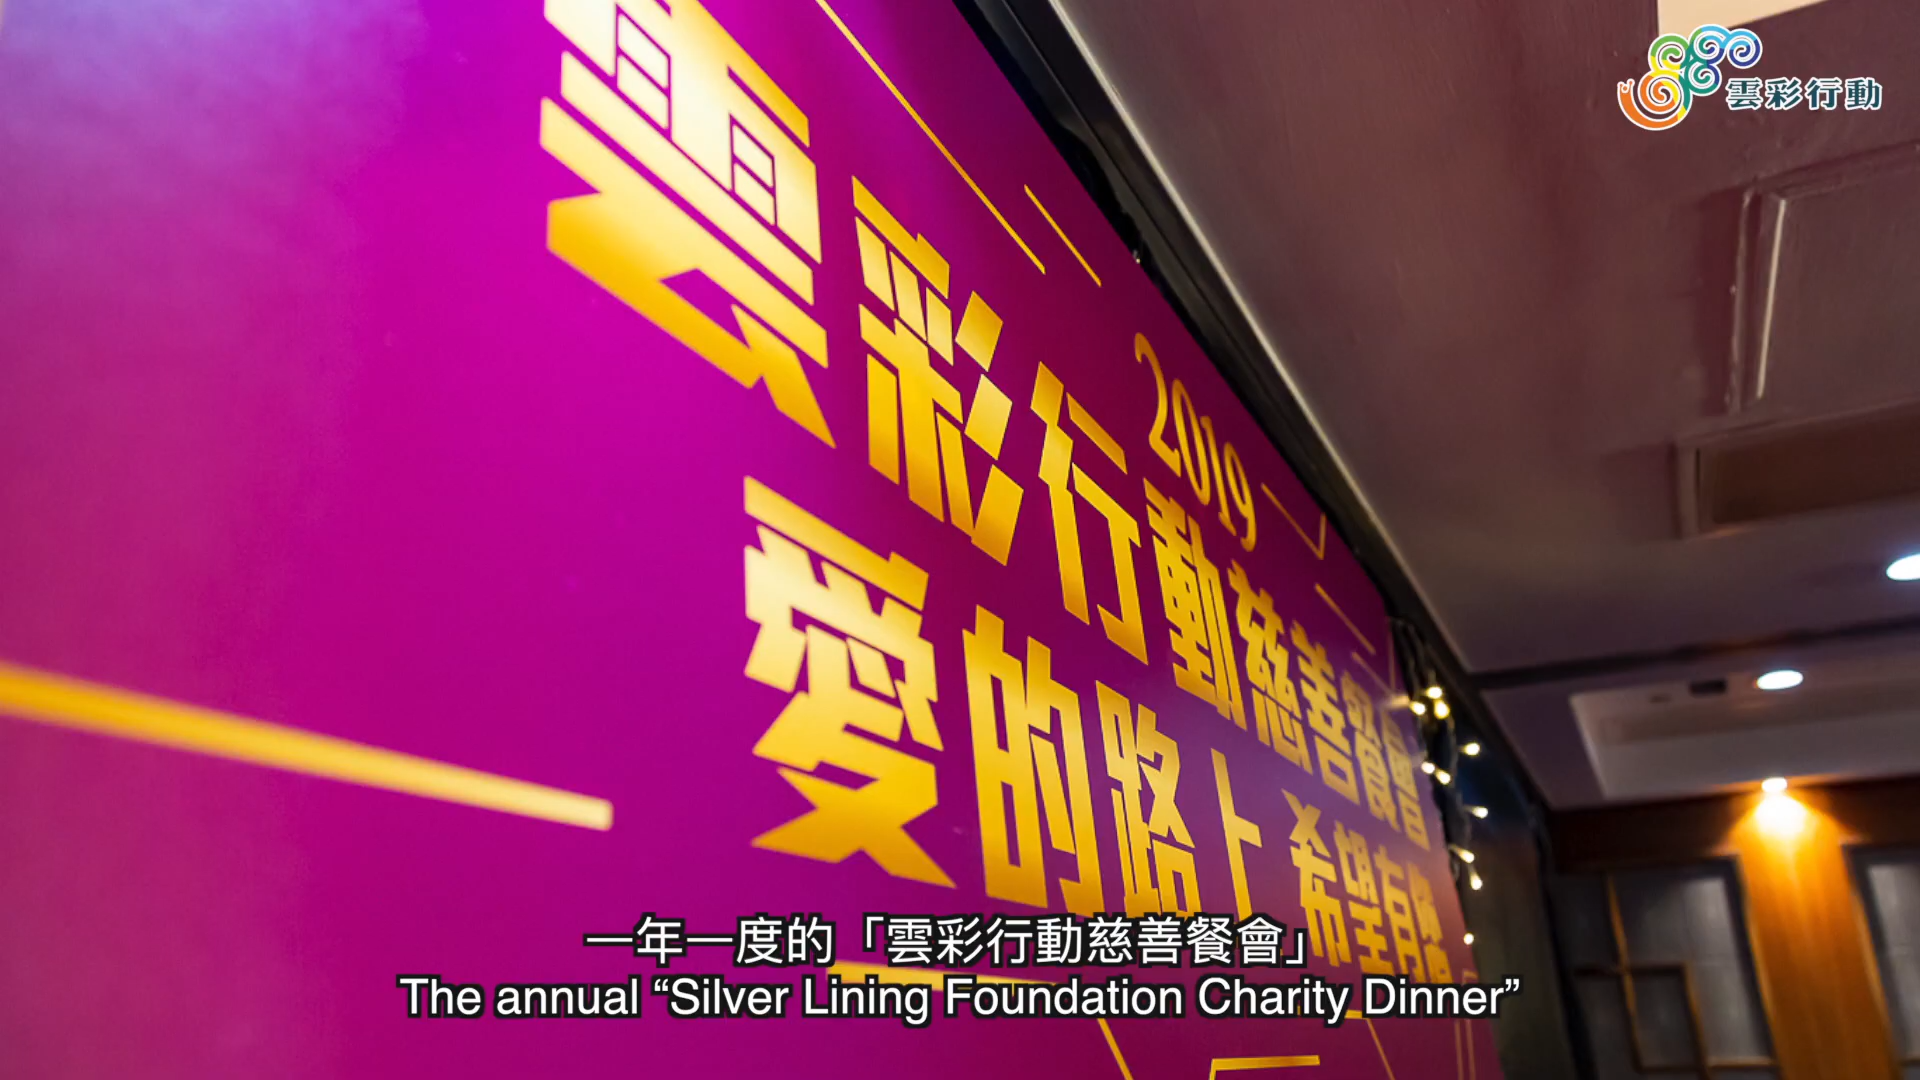 雲彩行動
2019
雲彩行動慈善餐會
愛的路上 希望有你
一年一度的「雲彩行動慈善餐會」
The annual “Silver Lining Foundation Charity Dinner”